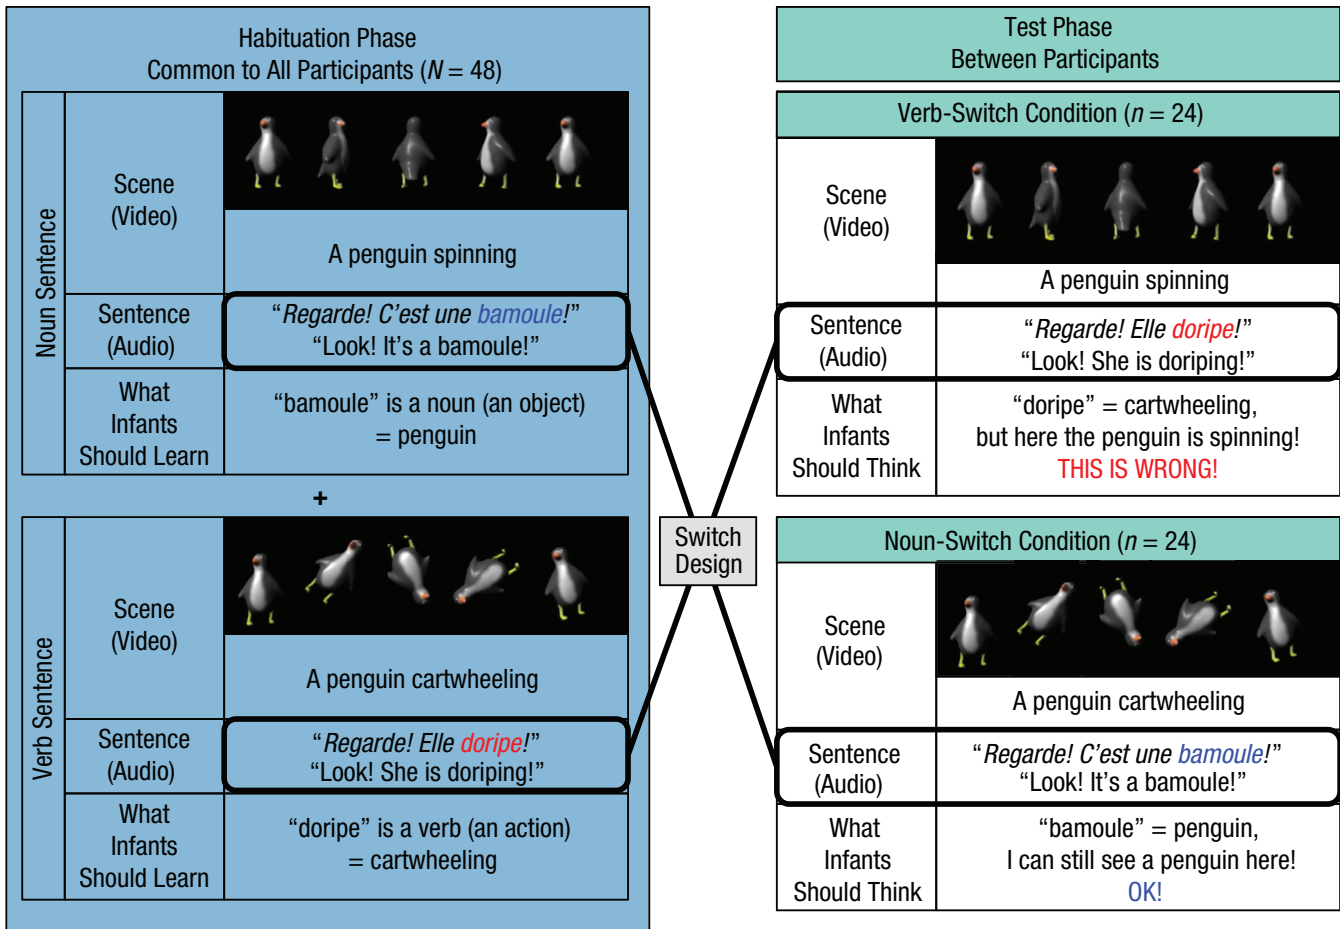 Habituation Phase
Common to All Participants (N = 48)
Noun Sentence
Scene
(Video)
A penguin spinning
Sentence
(Audio)
“Regarde! C’est une bamoule!”
“Look! It’s a bamoule!”
What
Infants
Should Learn
“bamoule” is a noun (an object)
= penguin
+
Verb Sentence
Scene
(Video)
A penguin cartwheeling
Sentence
(Audio)
“Regarde! Elle doripe!”
“Look! She is doriping!”
What
Infants
Should Learn
“doripe” is a verb (an action)
= cartwheeling
Switch
Design
Test Phase
Between Participants
Verb-Switch Condition (n = 24)
Scene
(Video)
A penguin spinning
Sentence
(Audio)
“Regarde! Elle doripe!”
“Look! She is doriping!”
What
Infants
Should Think
“doripe” = cartwheeling,
but here the penguin is spinning!
THIS IS WRONG!
Noun-Switch Condition (n = 24)
Scene
(Video)
A penguin cartwheeling
Sentence
(Audio)
“Regarde! C’est une bamoule!”
“Look! It’s a bamoule!”
What
Infants
Should Think
“bamoule” = penguin,
I can still see a penguin here!
OK!